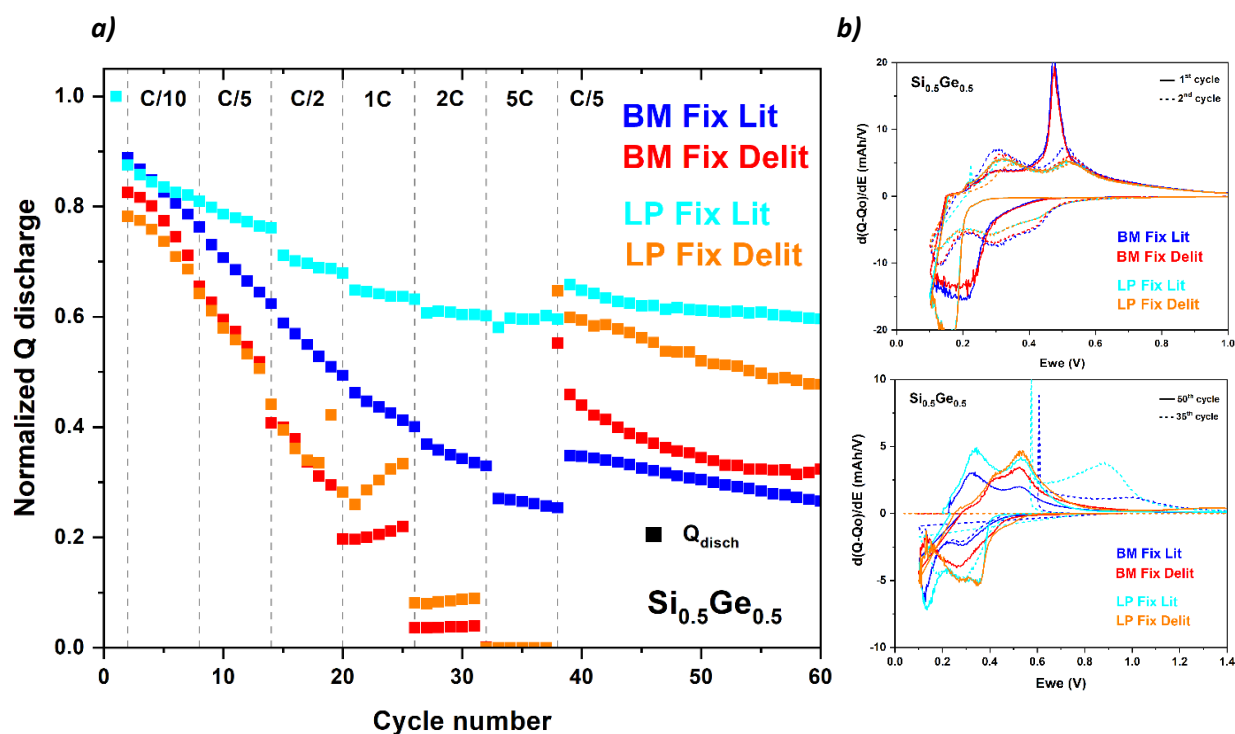 a)
C/10 C/5 C/2 1C 2C 5C C/5
BM Fix Lit
BM Fix Delit
LP Fix Lit
LP Fix Delit
Q_disch
Si0.5Ge0.5
Normalized Q discharge
1.0
0.8
0.6
0.4
0.2
0.0
0 10 20 30 40 50 60
Cycle number
b)
Si0.5Ge0.5
1st cycle
2nd cycle
BM Fix Lit
BM Fix Delit
LP Fix Lit
LP Fix Delit
d(Q-Qo)/dE (mAh/V)
20
10
0
-10
-20
0.0 0.2 0.4 0.6 0.8 1.0
Ewe (V)
Si0.5Ge0.5
50th cycle
35th cycle
BM Fix Lit
BM Fix Delit
LP Fix Lit
LP Fix Delit
d(Q-Qo)/dE (mAh/V)
10
5
0
-5
-10
0.0 0.2 0.4 0.6 0.8 1.0 1.2 1.4
Ewe (V)